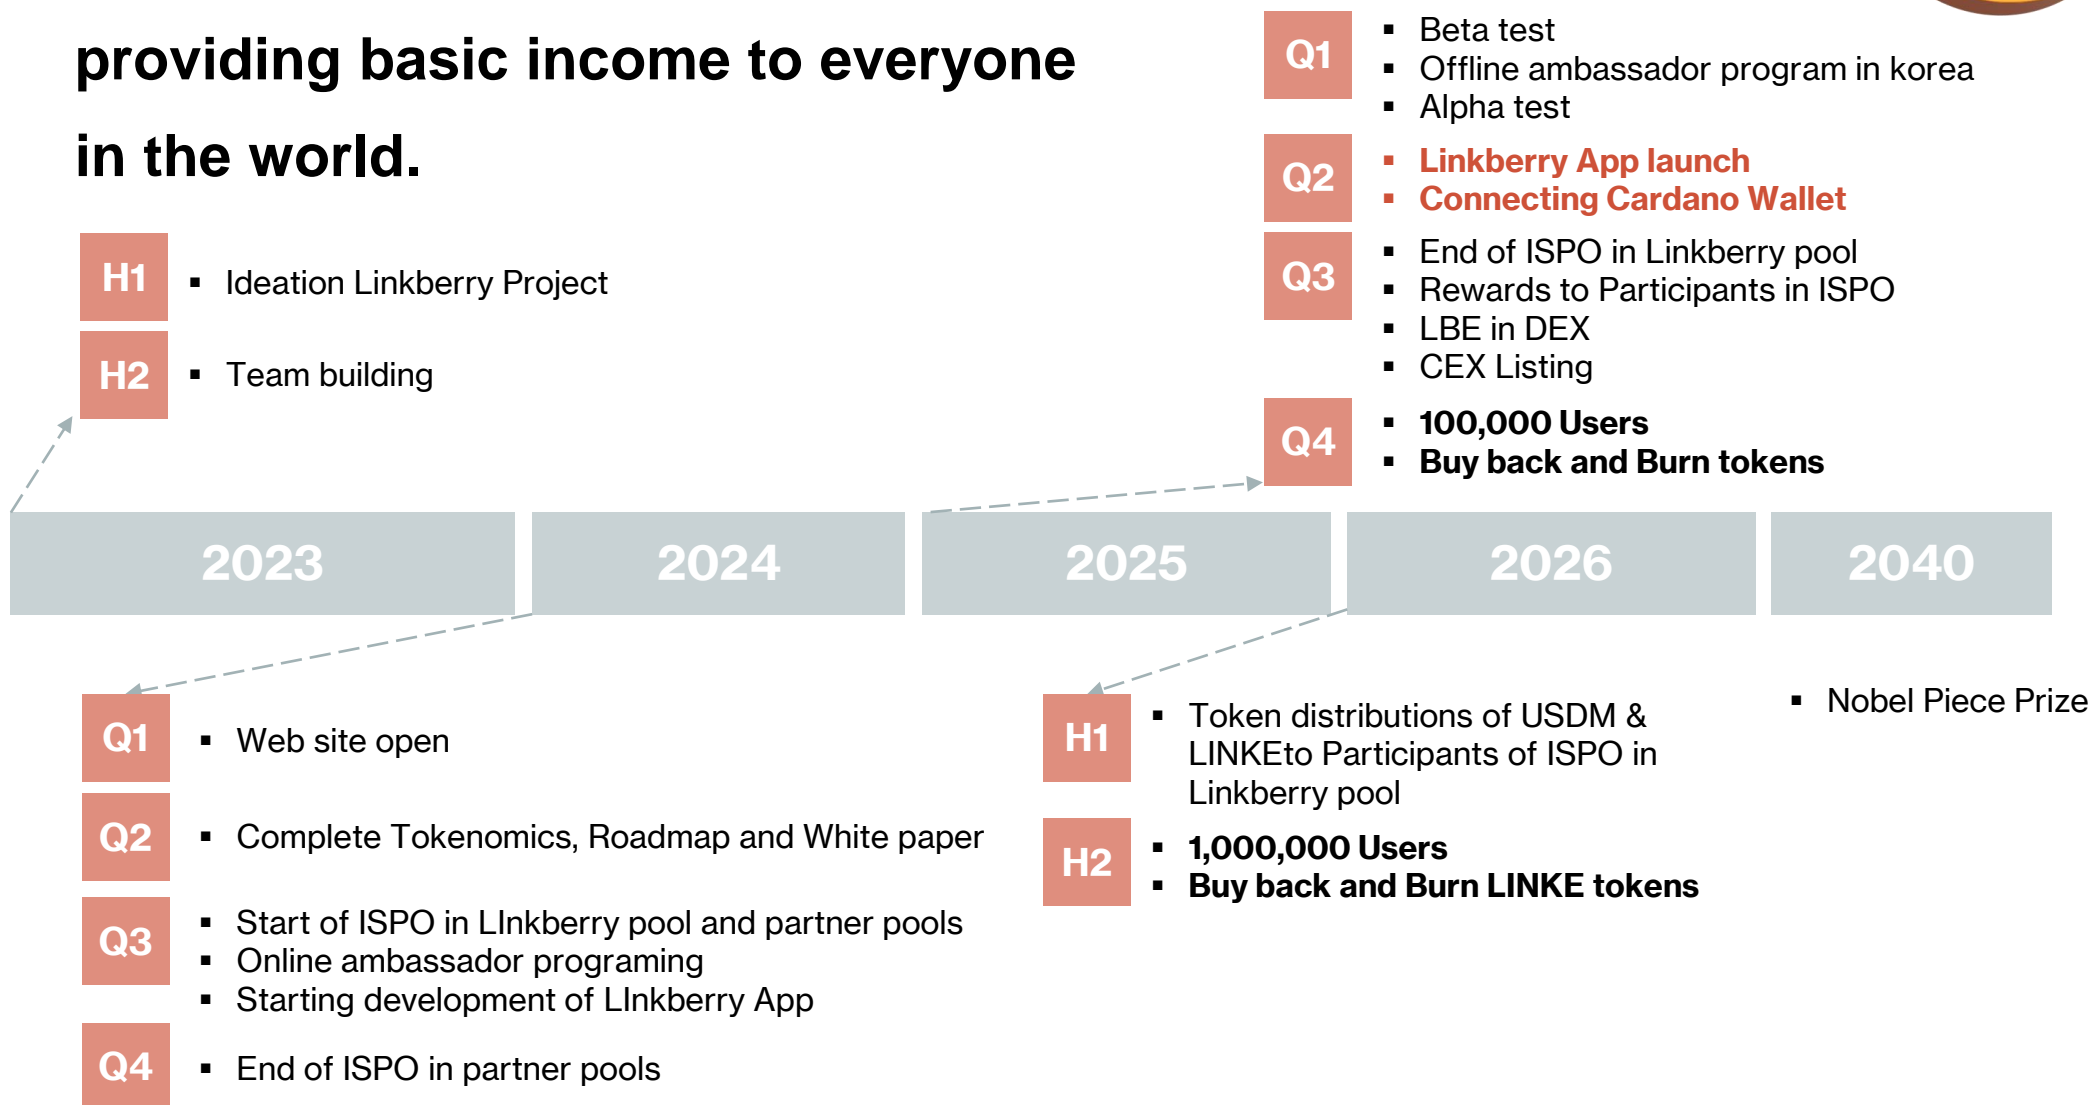 providing basic income to everyone
in the world.
H1
▪ Ideation Linkberry Project
H2
▪ Team building
Q1
▪ Beta test
▪ Offline ambassador program in korea
▪ Alpha test
Q2
▪ Linkberry App launch
▪ Connecting Cardano Wallet
Q3
▪ End of ISPO in Linkberry pool
▪ Rewards to Participants in ISPO
▪ LBE in DEX
▪ CEX Listing
Q4
▪ 100,000 Users
▪ Buy back and Burn tokens
2023
2024
2025
2026
2040
Q1
▪ Web site open
Q2
▪ Complete Tokenomics, Roadmap and White paper
Q3
▪ Start of ISPO in LInkberry pool and partner pools
▪ Online ambassador programing
▪ Starting development of LInkberry App
Q4
▪ End of ISPO in partner pools
H1
▪ Token distributions of USDM &
LINKEto Participants of ISPO in
Linkberry pool
H2
▪ 1,000,000 Users
▪ Buy back and Burn LINKE tokens
▪ Nobel Piece Prize